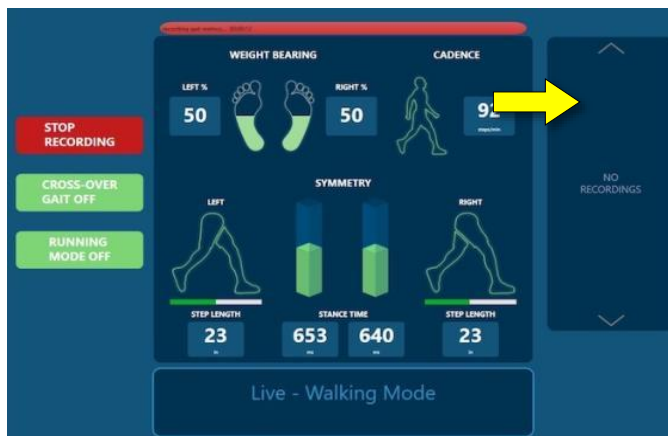 WEIGHT BEARING
CADENCE
LEFT %
RIGHT %
50
50
92
steps/min
STOP
RECORDING
CROSS-OVER
GAIT OFF
RUNNING
MODE OFF
SYMMETRY
LEFT
RIGHT
NO
RECORDINGS
STEP LENGTH
STANCE TIME
STEP LENGTH
23
653
640
23
in
ms
ms
in
Live - Walking Mode